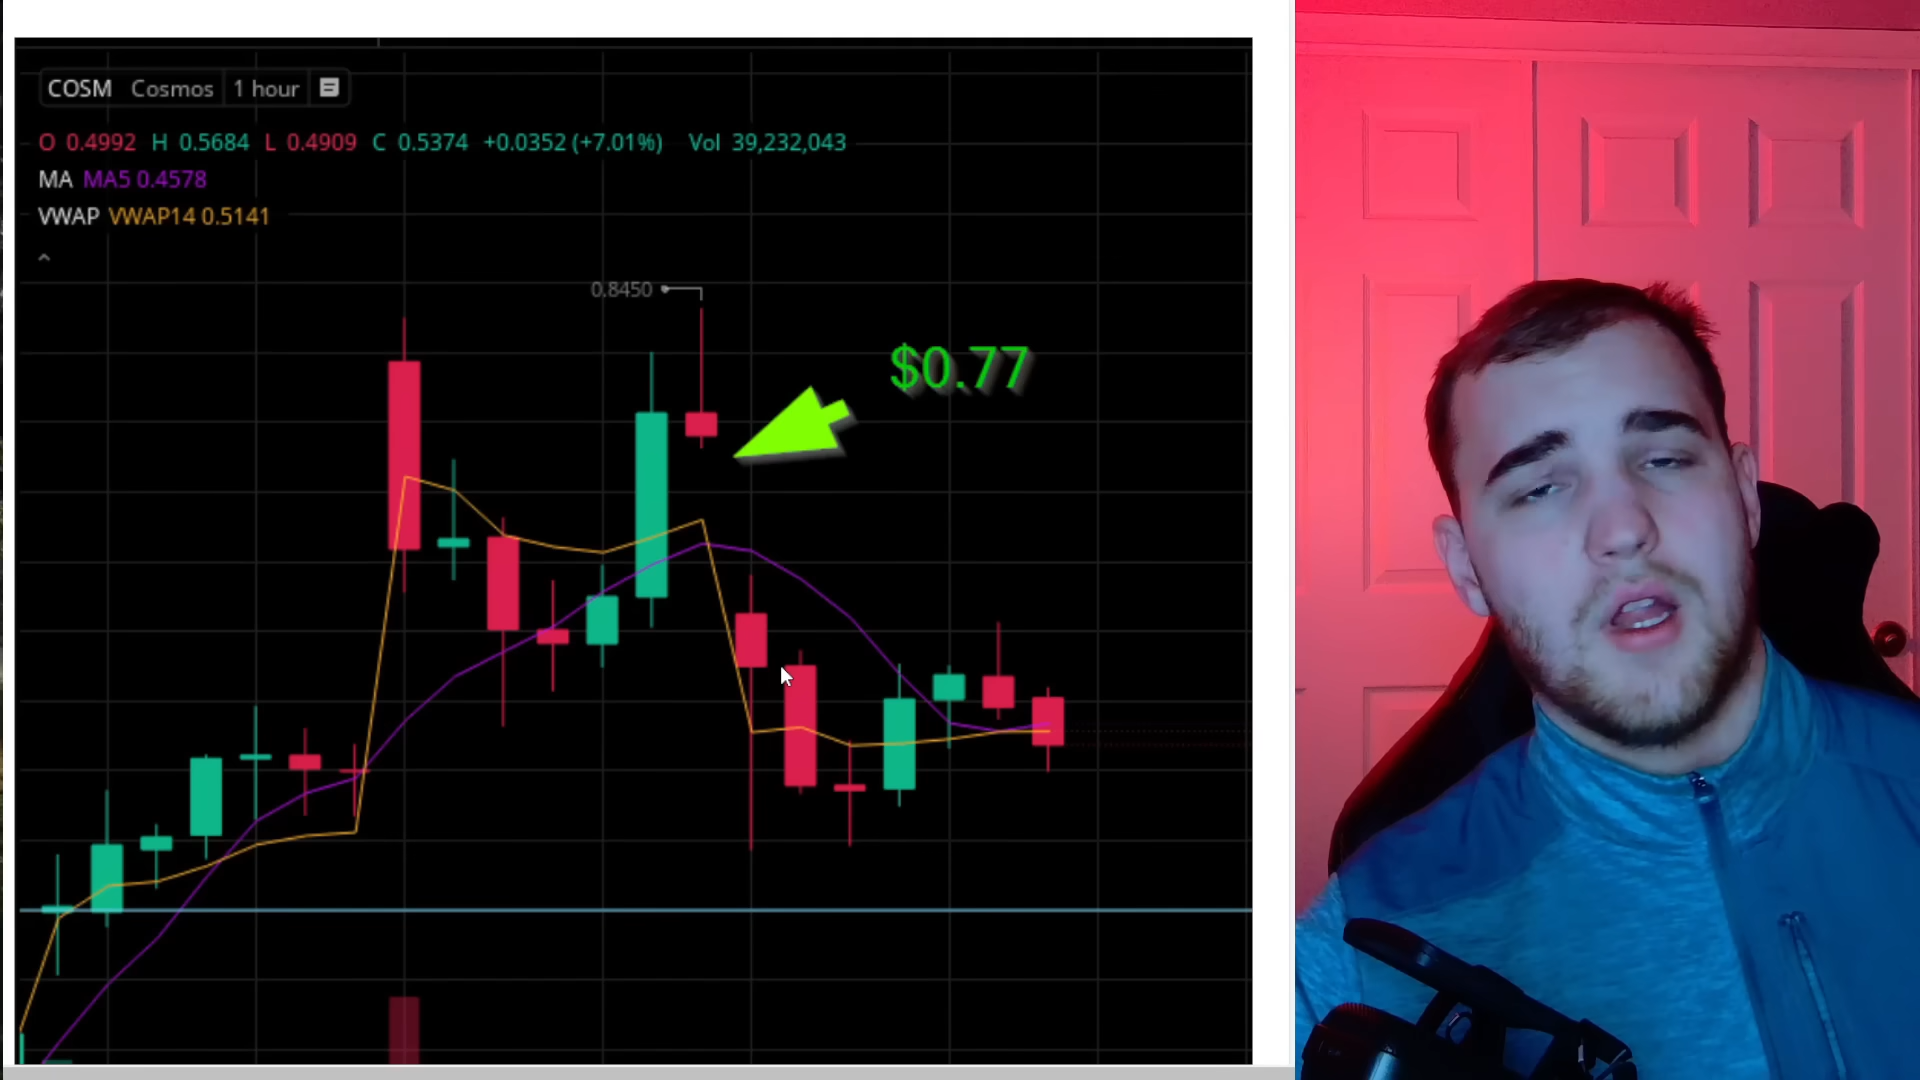 COSM Cosmos 1 hour
O 0.4992 H 0.5684 L 0.4909 C 0.5374 +0.0352 (+7.01%) Vol 39,232,043
MA MA5 0.4578
VWAP VWAP14 0.5141
0.8450
$0.77